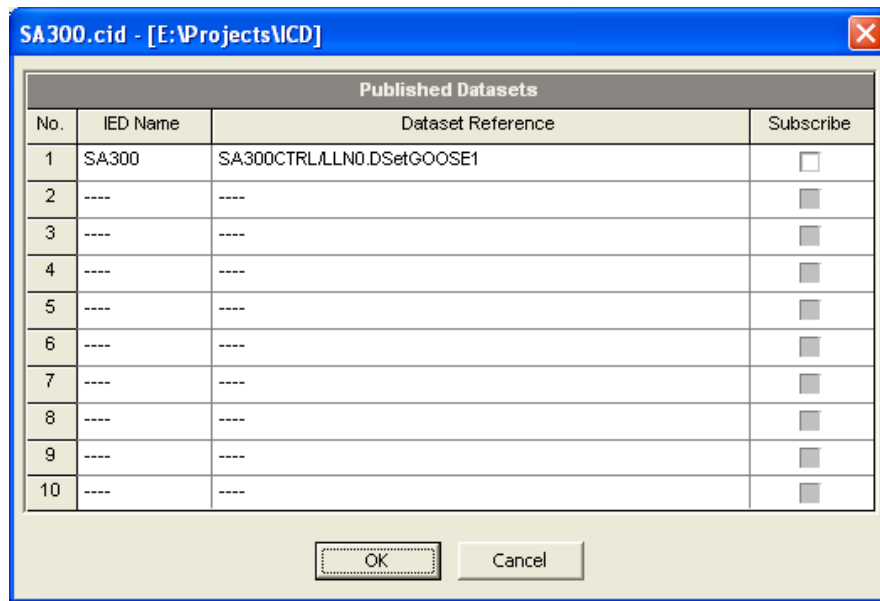 SA300.cid - [E:\Projects\ICD]
Published Datasets
No. IED Name Dataset Reference Subscribe
1 SA300 SA300CTRL/LLN0.DSetGOOSE1
2 ---- ----
3 ---- ----
4 ---- ----
5 ---- ----
6 ---- ----
7 ---- ----
8 ---- ----
9 ---- ----
10 ---- ----
OK Cancel